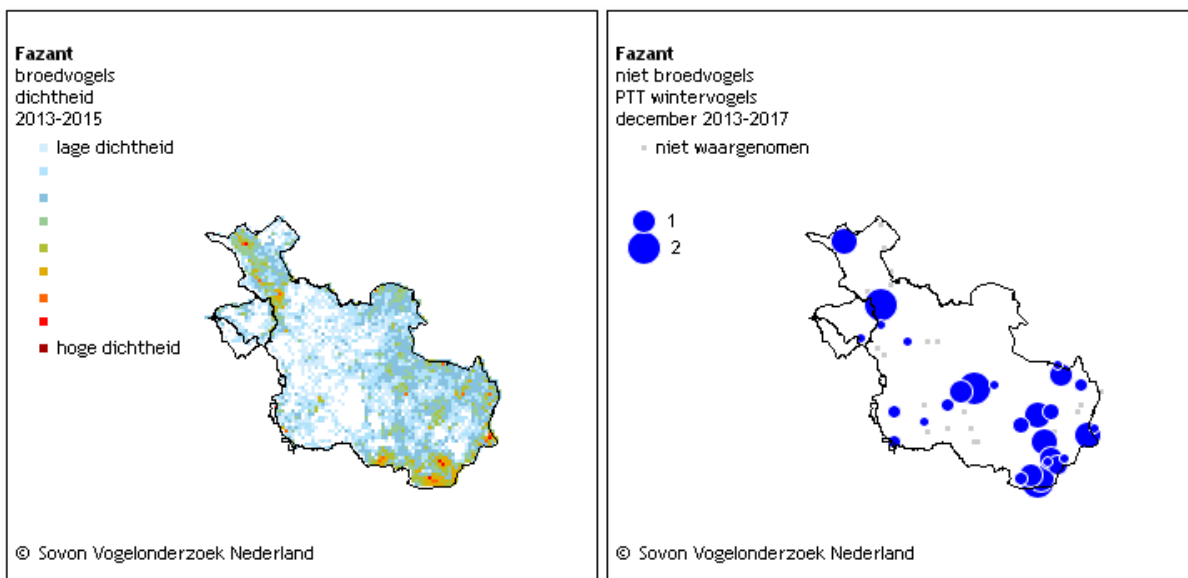 Fazant
broedvogels
dichtheid
2013-2015
lage dichtheid
hoge dichtheid
© Sovon Vogelonderzoek Nederland
Fazant
niet broedvogels
PTT wintervogels
december 2013-2017
niet waargenomen
1
2
© Sovon Vogelonderzoek Nederland